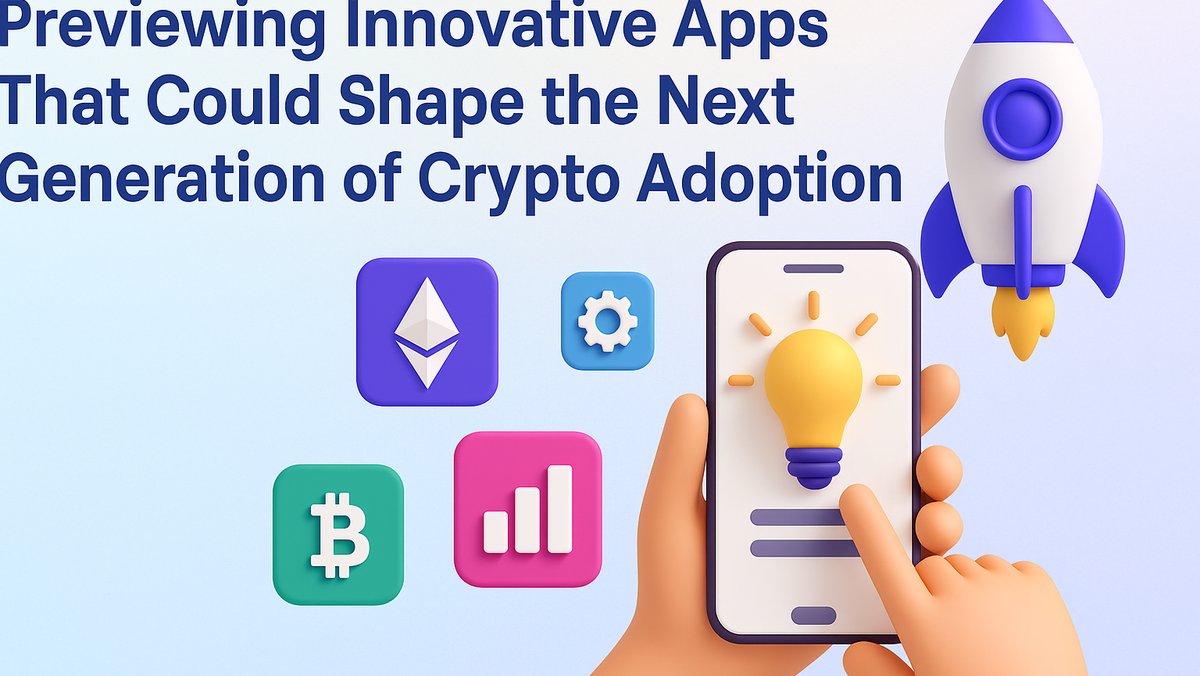 Previewing Innovative Apps
That Could Shape the Next
Generation of Crypto Adoption